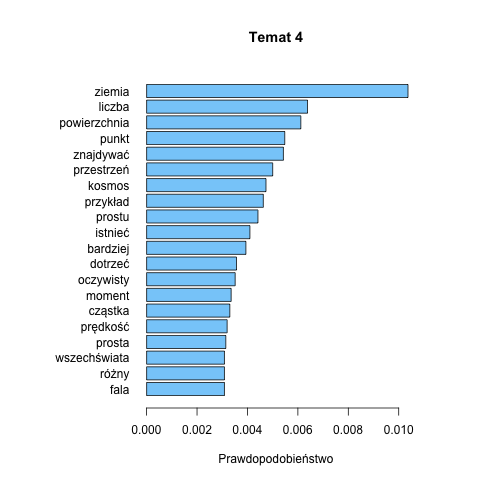 Temat 4
ziemia
liczba
powierzchnia
punkt
znajdywać
przestrzeń
kosmos
przykład
prostu
istnieć
bardziej
dotrzeć
oczywisty
moment
cząstka
prędkość
prosta
wszechświata
różny
fala
0.000 0.002 0.004 0.006 0.008 0.010
Prawdopodobieństwo